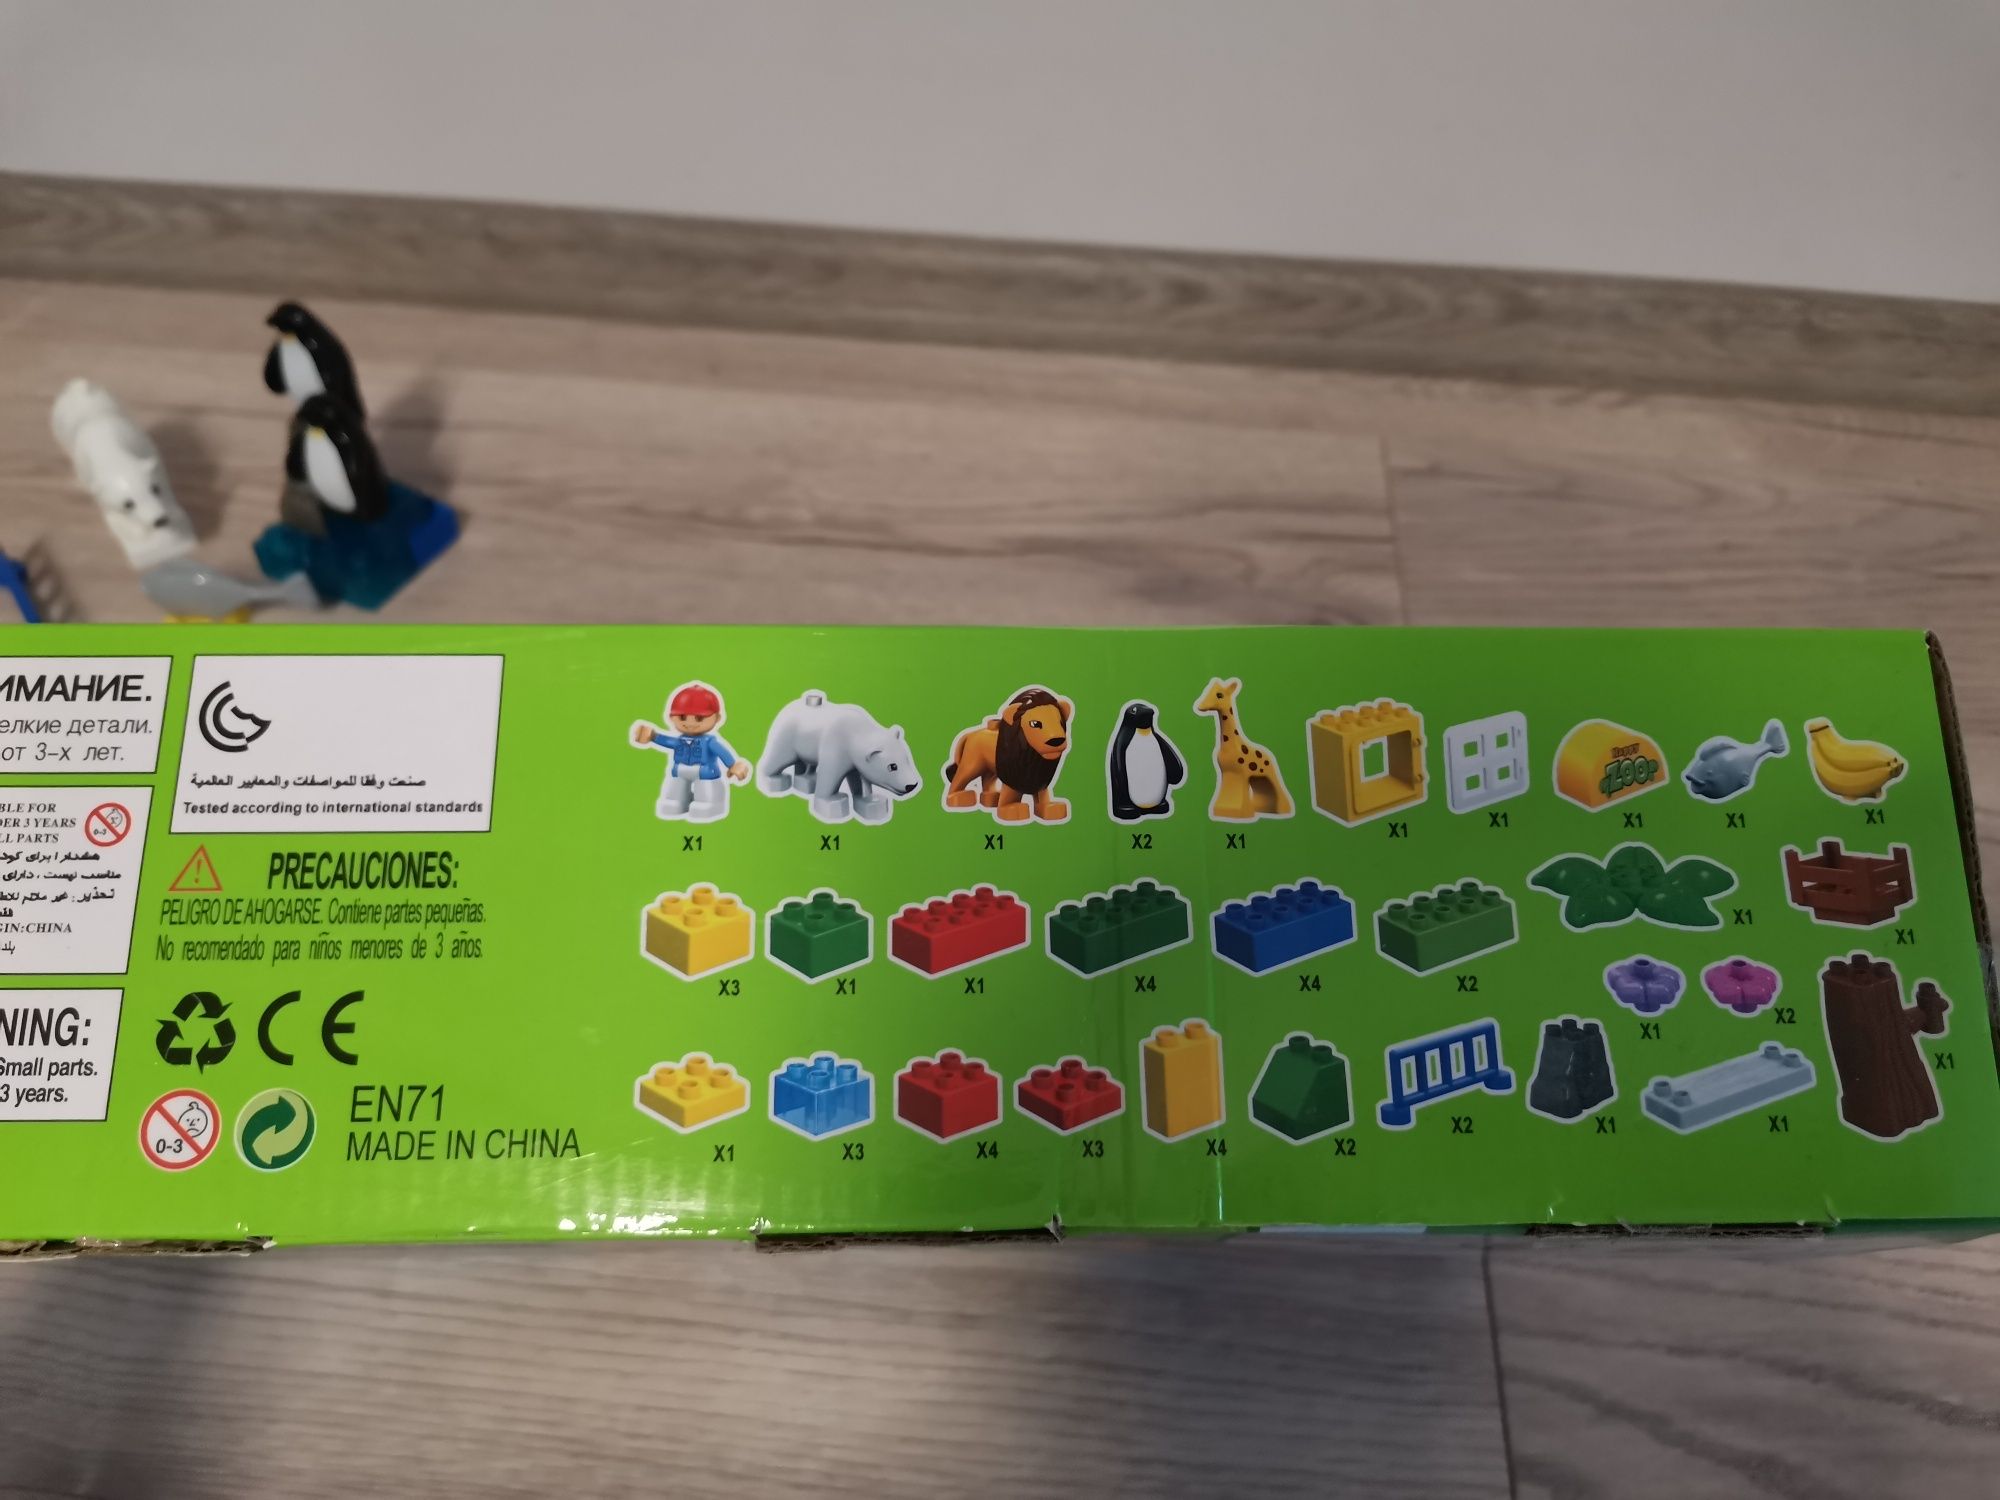 ИМАНИЕ.
елкие детали.
от 3-х лет.
BLE FOR
DER 3 YEARS
LL PARTS
0-3
GIN:CHINA
NING:
Small parts.
3 years.
صنعت وفقا للمواصفات والمعايير العالمية
Tested according to international standards
PRECAUCIONES:
PELIGRO DE AHOGARSE. Contiene partes pequeñas.
No recomendado para niños menores de 3 años.
CE
0-3
EN71
MADE IN CHINA
HAPPY
ZOO
X1 X1 X1 X2 X1 X1 X1 X1 X1 X1
X3 X1 X1 X4 X4 X2 X1 X1
X1 X2
X1 X3 X4 X3 X4 X2 X2 X1 X1 X1